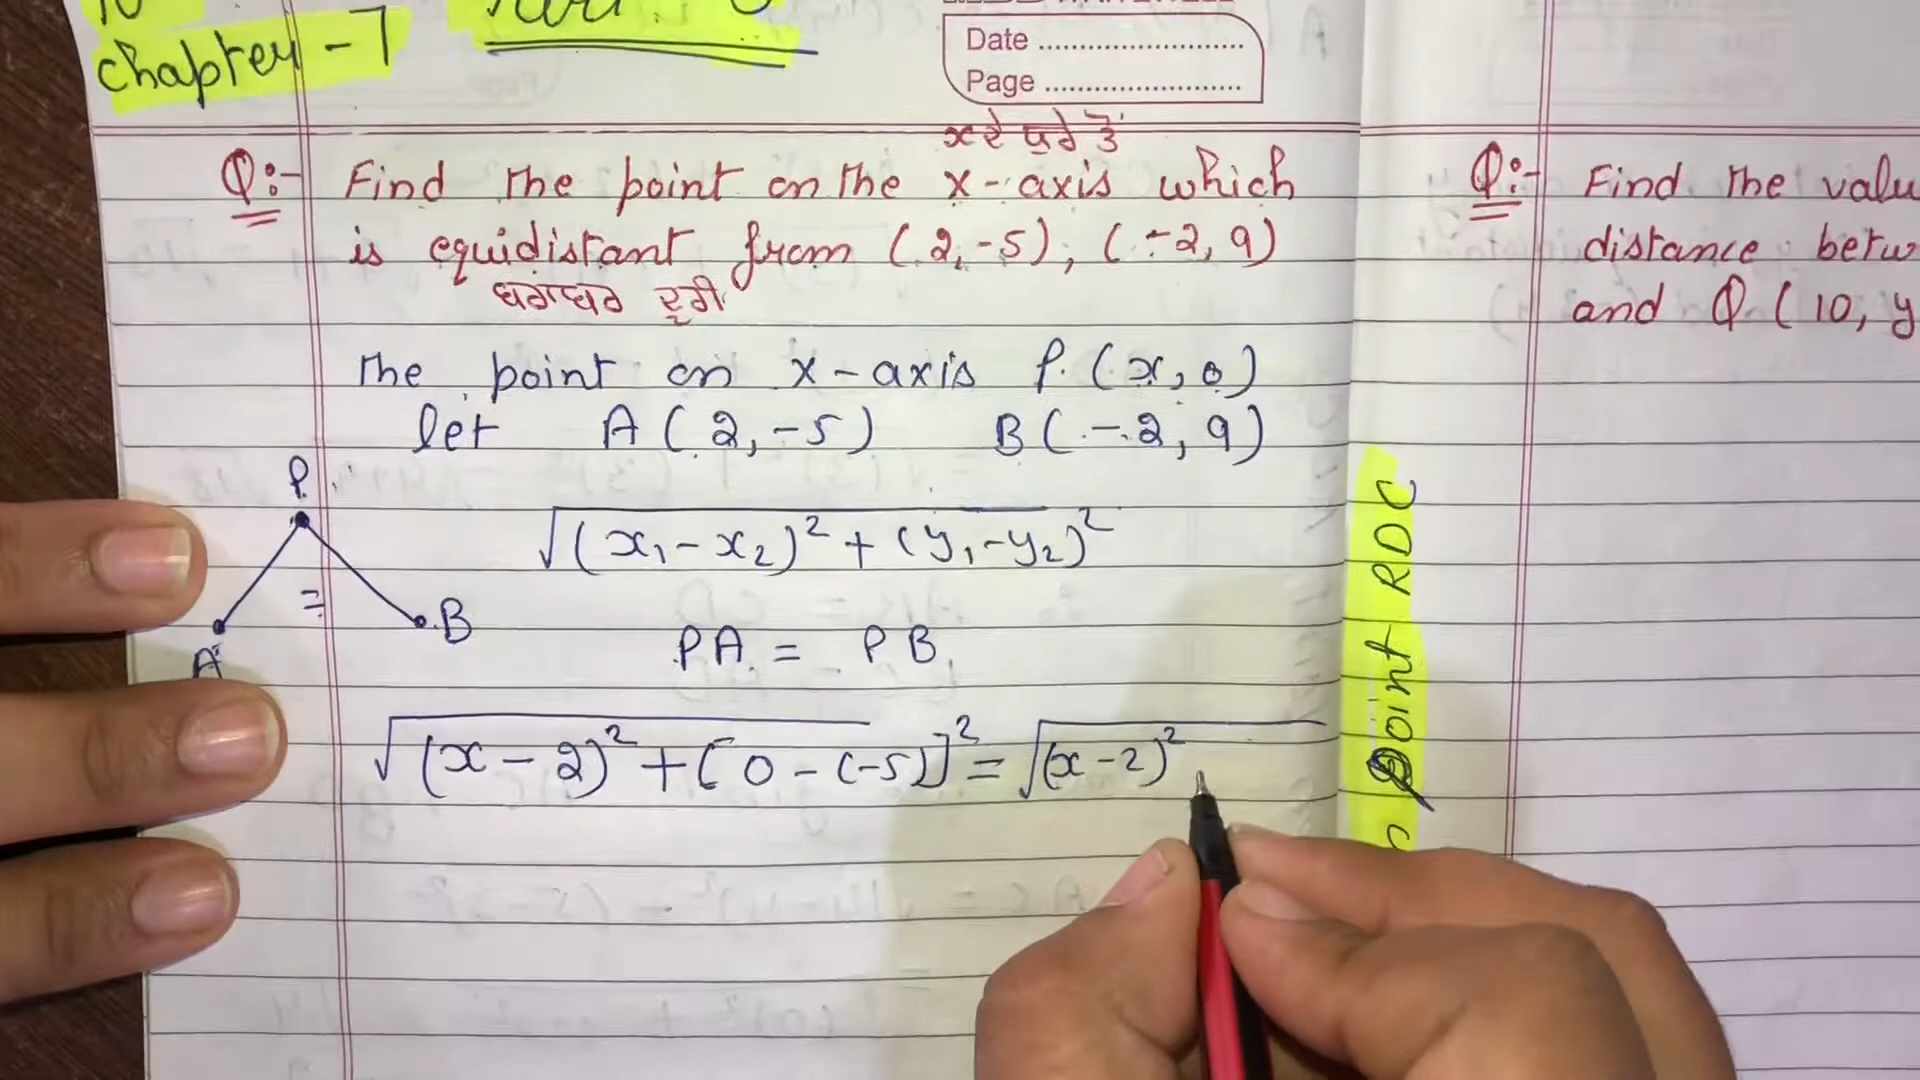 chapter - 7
Date
Page
x ਦੇ ਧੁਰੇ ਤੇ
Q:- Find the point on the x-axis which
is equidistant from (2, -5), (-2, 9)
ਬਰਾਬਰ ਦੂਰੀ
The point on x-axis P (x, 0)
let A (2, -5) B (-2, 9)
P
√(x₁ - x₂)² + (y₁ - y₂)²
= B
PA = PB
A
√(x - 2)² + [0 - (-5)]² = √(x - 2)²
Point RDC
Q:- Find the valu
distance betw
and Q (10, y